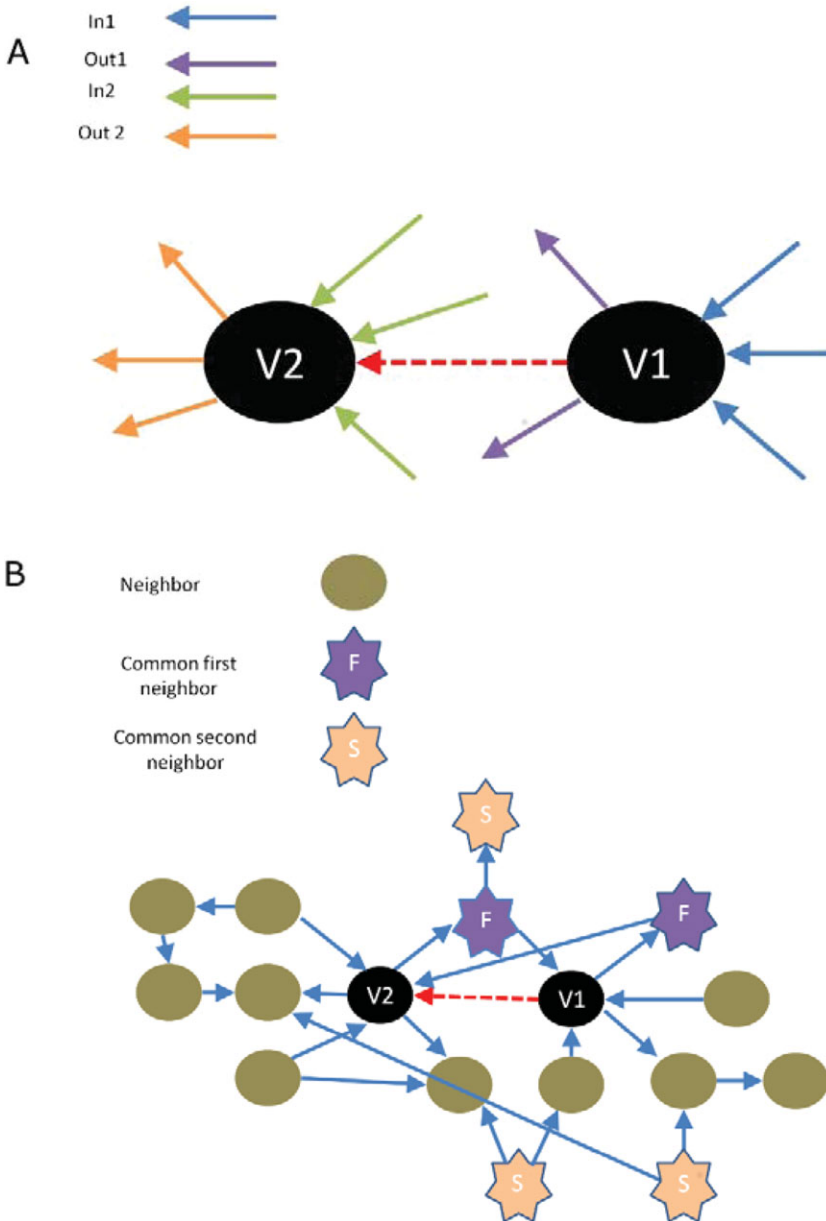 A
In1
Out1
In2
Out 2
V2
V1
B
Neighbor
Common first
neighbor
F
Common second
neighbor
S
S
F
F
V2
V1
S
S